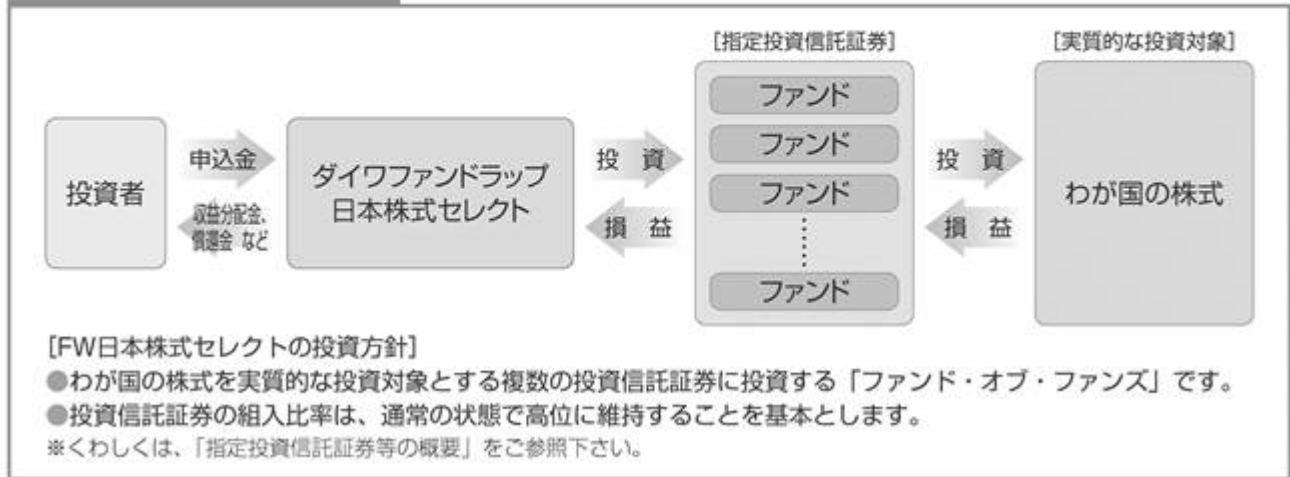 [指定投資信託証券]
[実質的な投資対象]
投資者
申込金
収益分配金、
償還金 など
ダイワファンドラップ
日本株式セレクト
投 資
損 益
ファンド
ファンド
ファンド
ファンド
投 資
損 益
わが国の株式
[FW日本株式セレクトの投資方針]
●わが国の株式を実質的な投資対象とする複数の投資信託証券に投資する「ファンド・オブ・ファンズ」です。
●投資信託証券の組入比率は、通常の状態で高位に維持することを基本とします。
※くわしくは、「指定投資信託証券等の概要」をご参照下さい。